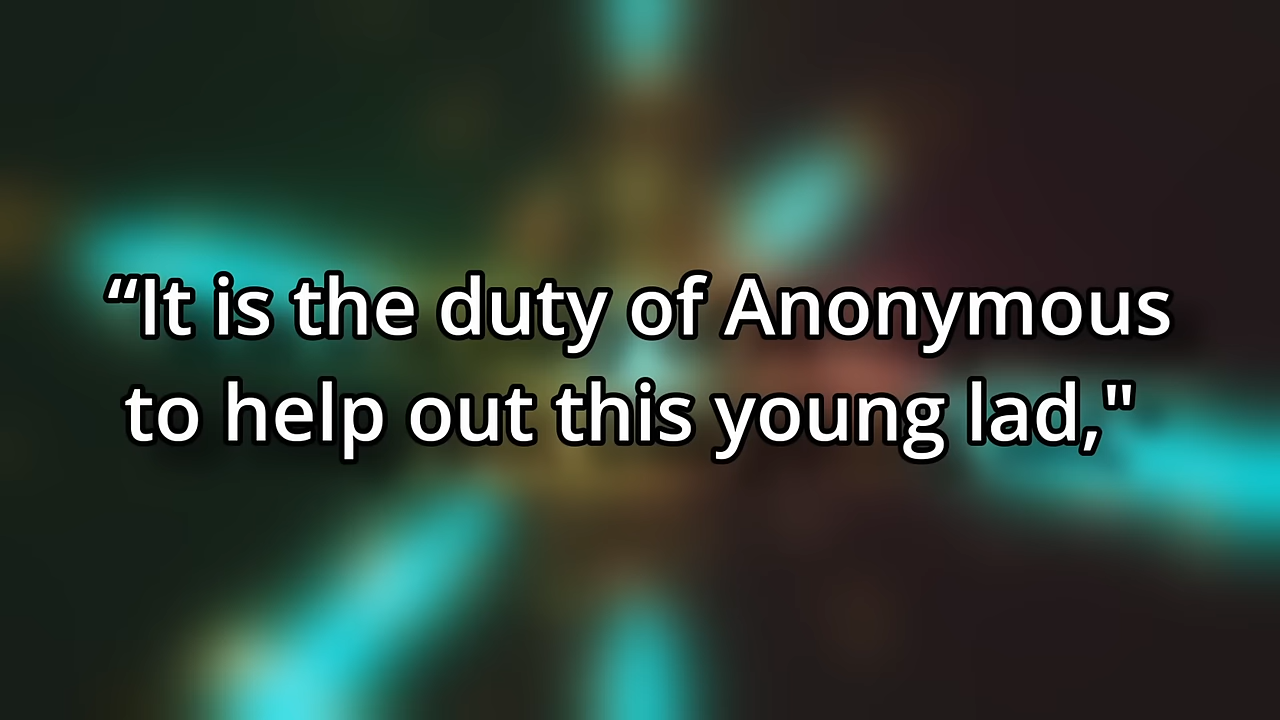 “It is the duty of Anonymous
to help out this young lad,"